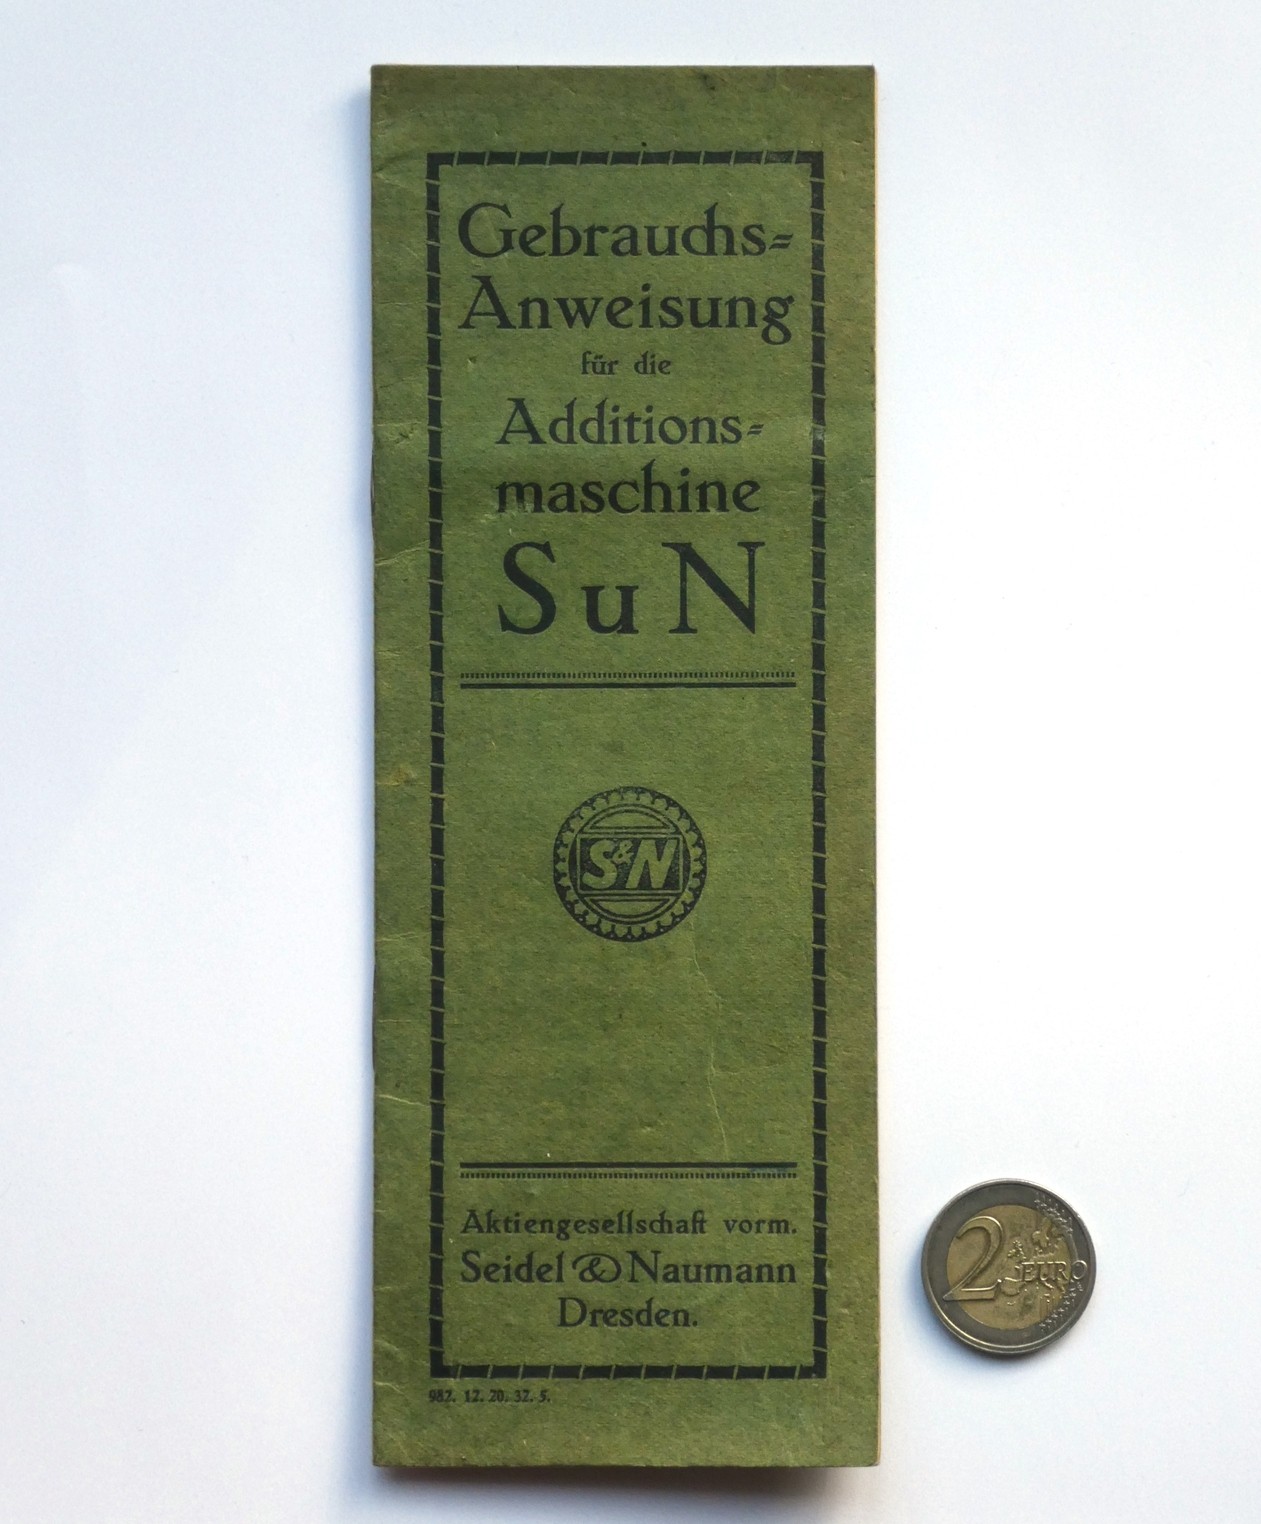 Gebrauchs=
Anweisung
für die
Additions=
maschine
SuN
S&N
Aktiengesellschaft vorm.
Seidel & Naumann
Dresden.
982. 12. 20. 32. 5.
2 EURO